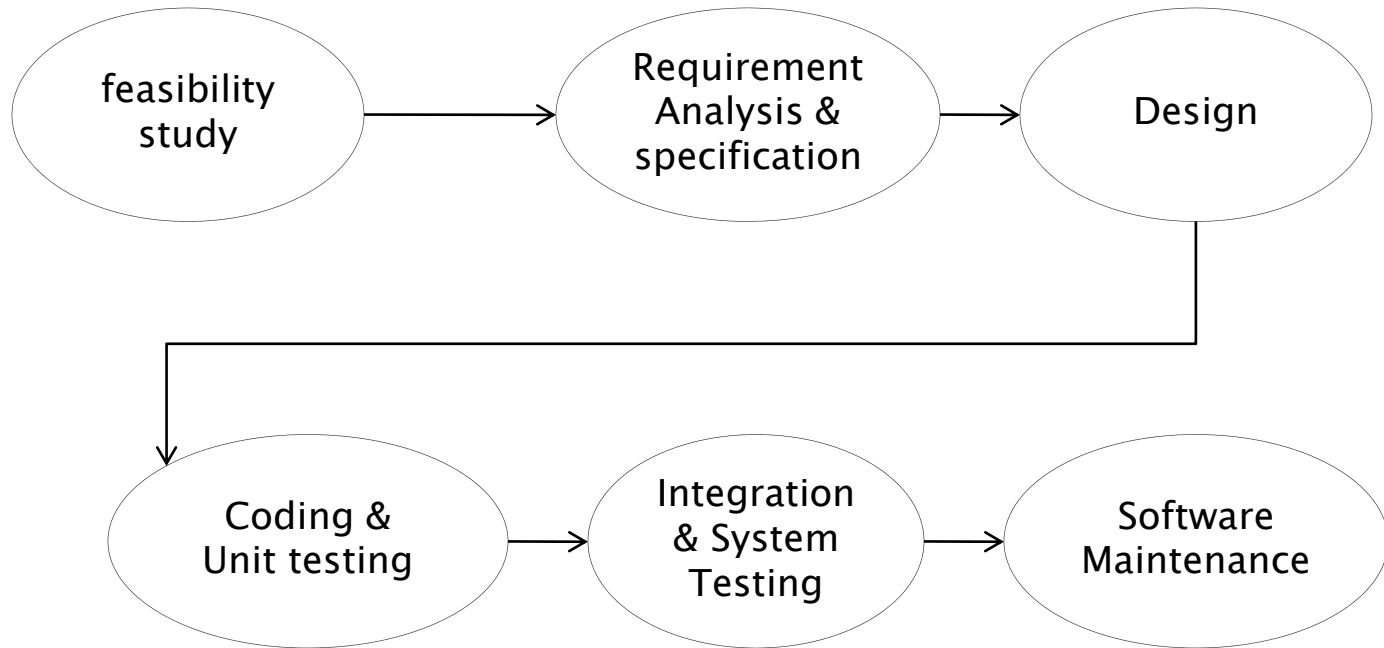 feasibility
study
Requirement
Analysis &
specification
Design
Coding &
Unit testing
Integration
& System
Testing
Software
Maintenance